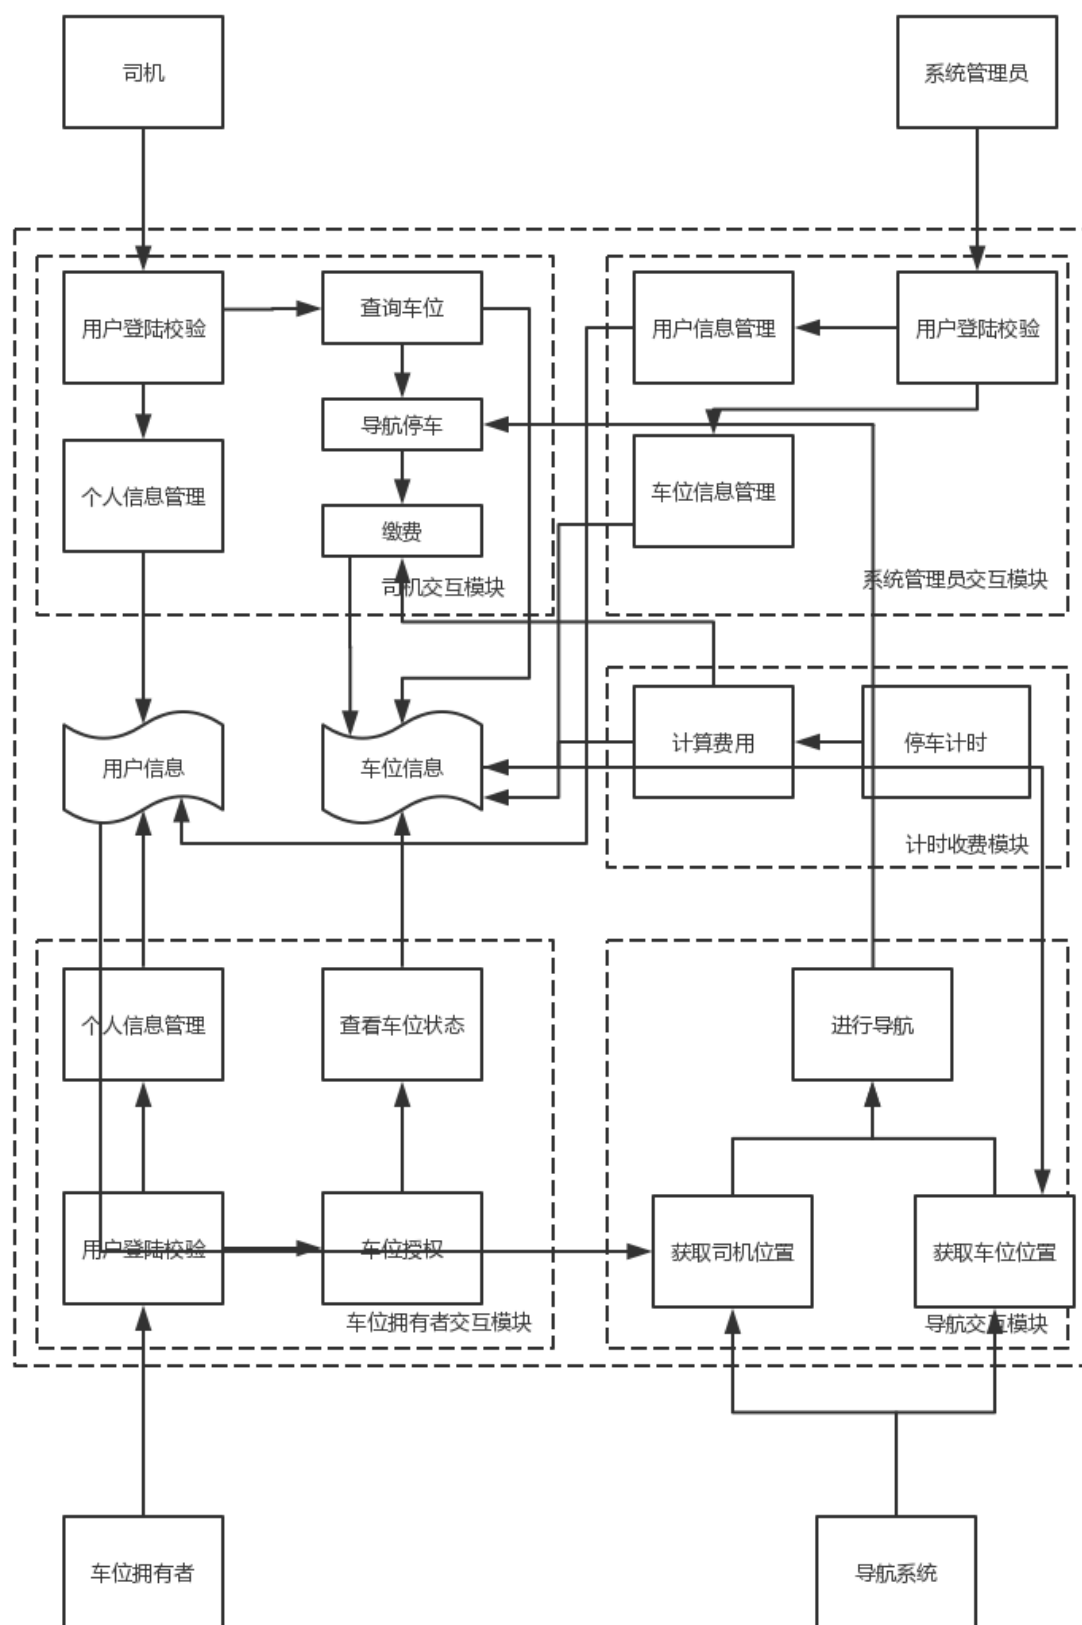 司机
系统管理员
用户登陆校验
查询车位
用户信息管理
用户登陆校验
导航停车
个人信息管理
车位信息管理
缴费
司机交互模块
系统管理员交互模块
用户信息
车位信息
计算费用
停车计时
计时收费模块
个人信息管理
查看车位状态
进行导航
用户登陆校验
车位授权
获取司机位置
获取车位位置
车位拥有者交互模块
导航交互模块
车位拥有者
导航系统